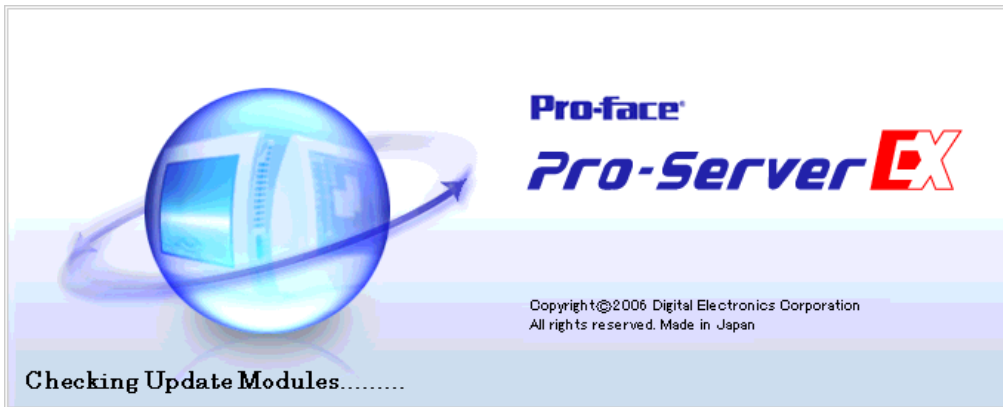 Pro-face®
Pro-Server EX
Copyright©2006 Digital Electronics Corporation
All rights reserved. Made in Japan
Checking Update Modules.........